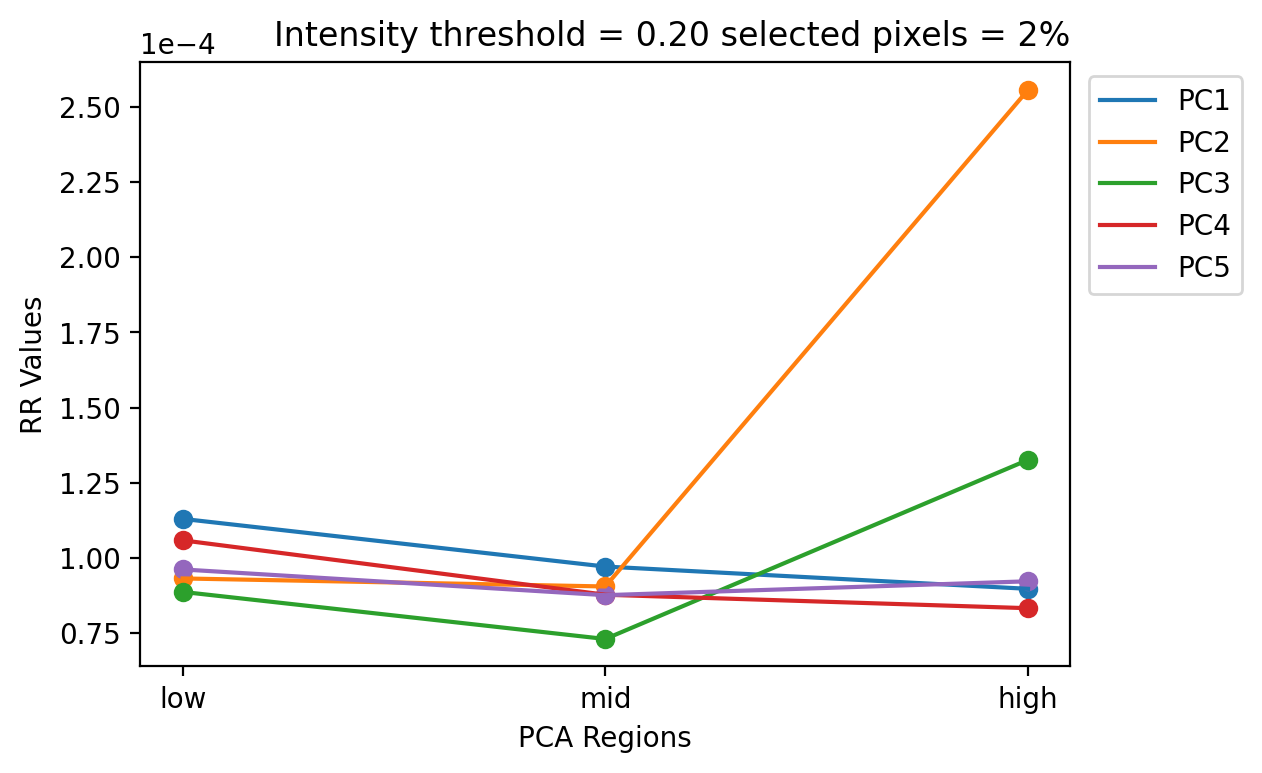 Intensity threshold = 0.20 selected pixels = 2%
1e−4
2.50
2.25
2.00
1.75
1.50
1.25
1.00
0.75
RR Values
low
mid
high
PCA Regions
PC1
PC2
PC3
PC4
PC5